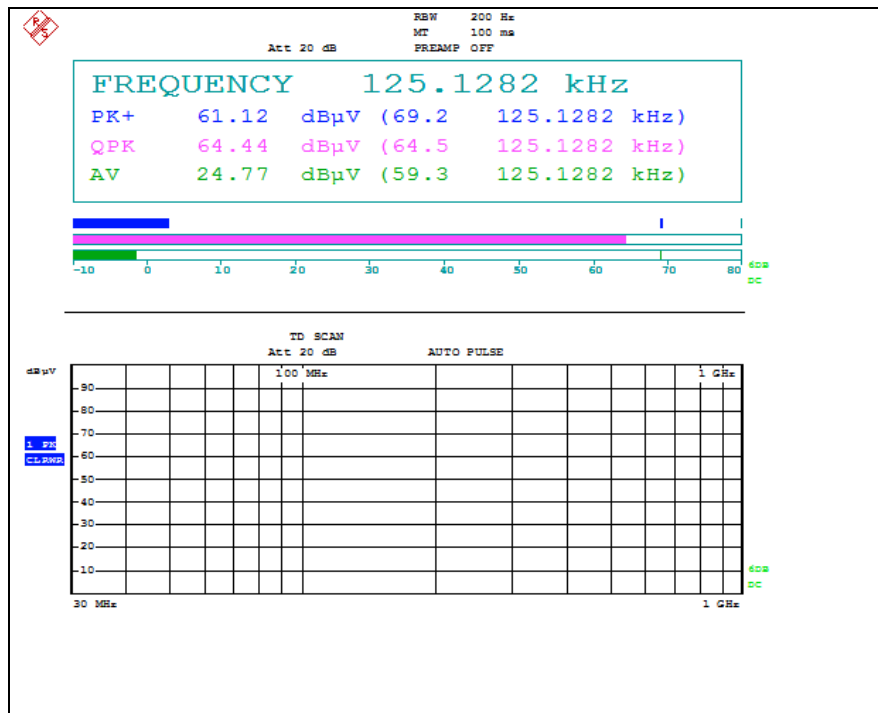 R S
RBW 200 Hz
MT 100 ms
Att 20 dB PREAMP OFF
FREQUENCY 125.1282 kHz
PK+ 61.12 dBµV (69.2 125.1282 kHz)
QPK 64.44 dBµV (64.5 125.1282 kHz)
AV 24.77 dBµV (59.3 125.1282 kHz)
-10 0 10 20 30 40 50 60 70 80
6DB
DC
TD SCAN
Att 20 dB AUTO PULSE
dBµV
100 MHz 1 GHz
90
80
70
1 PK
CLRWR
60
50
40
30
20
10
6DB
DC
30 MHz 1 GHz